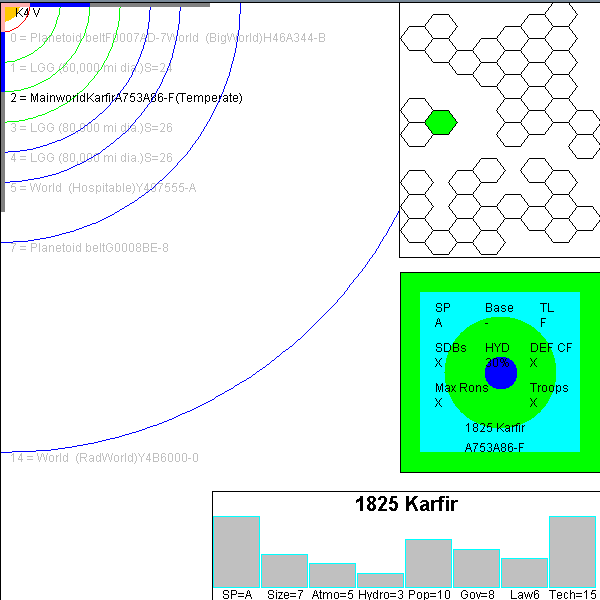 K4 V
0 = Planetoid beltF0007AD-7World (BigWorld)H46A344-B
1 = LGG (60,000 mi dia.)S=24
2 = MainworldKarfirA753A86-F(Temperate)
3 = LGG (80,000 mi dia.)S=26
4 = LGG (80,000 mi dia.)S=26
5 = World (Hospitable)Y497555-A
7 = Planetoid beltG0008BE-8
14 = World (RadWorld)Y4B6000-0
SP Base TL
A - F
SDBs HYD DEF CF
X 30% X
Max Rons Troops
X X
1825 Karfir
A753A86-F
1825 Karfir
SP=A Size=7 Atmo=5 Hydro=3 Pop=10 Gov=8 Law6 Tech=15